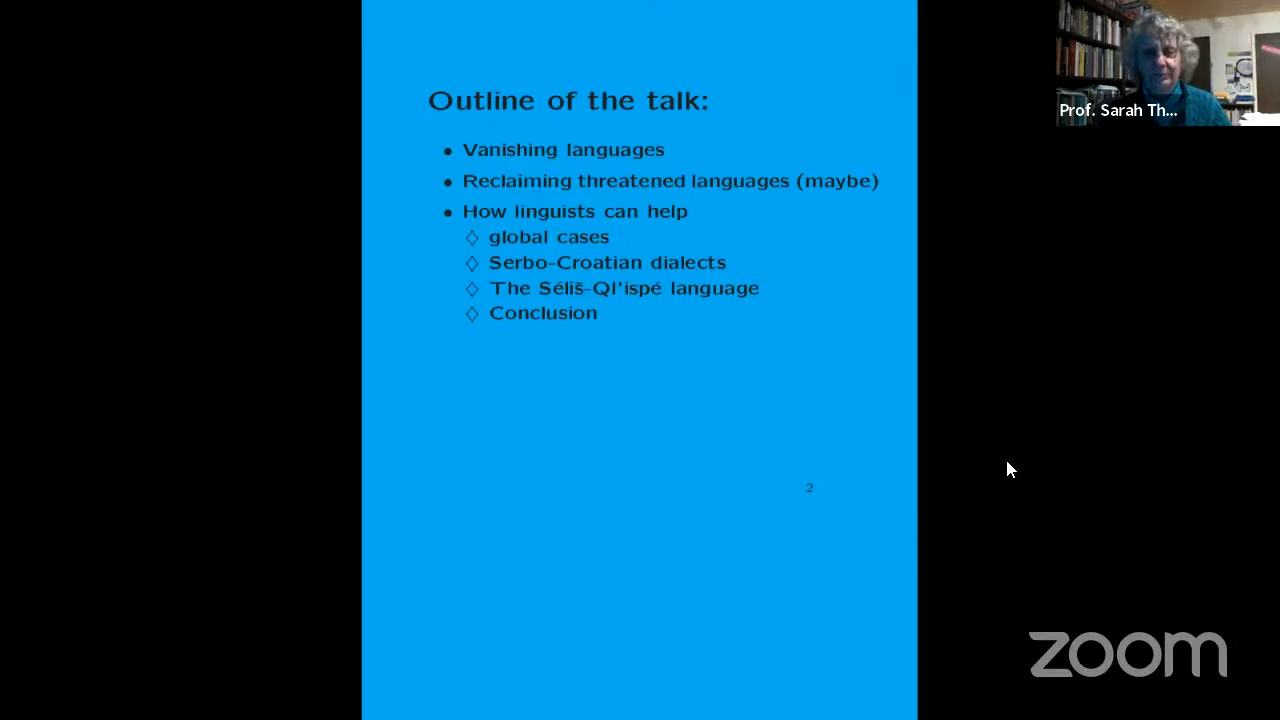 Outline of the talk:
• Vanishing languages
• Reclaiming threatened languages (maybe)
• How linguists can help
◇ global cases
◇ Serbo-Croatian dialects
◇ The Séliš-Ql'ispé language
◇ Conclusion
2
Prof. Sarah Th...
zoom